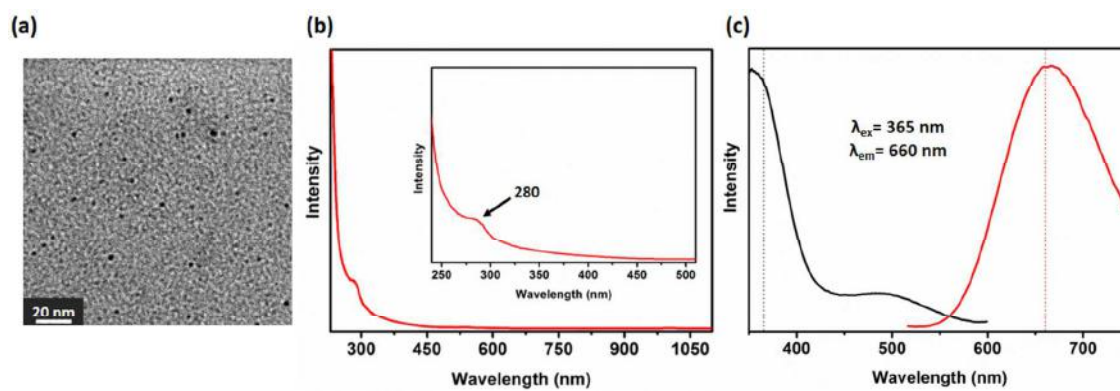 (a)
20 nm
(b)
Intensity
Intensity
280
250 300 350 400 450 500
Wavelength (nm)
230 450 600 750 900 1050
Wavelength (nm)
(c)
Intensity
λex= 365 nm
λem= 660 nm
400 500 600 700
Wavelength (nm)